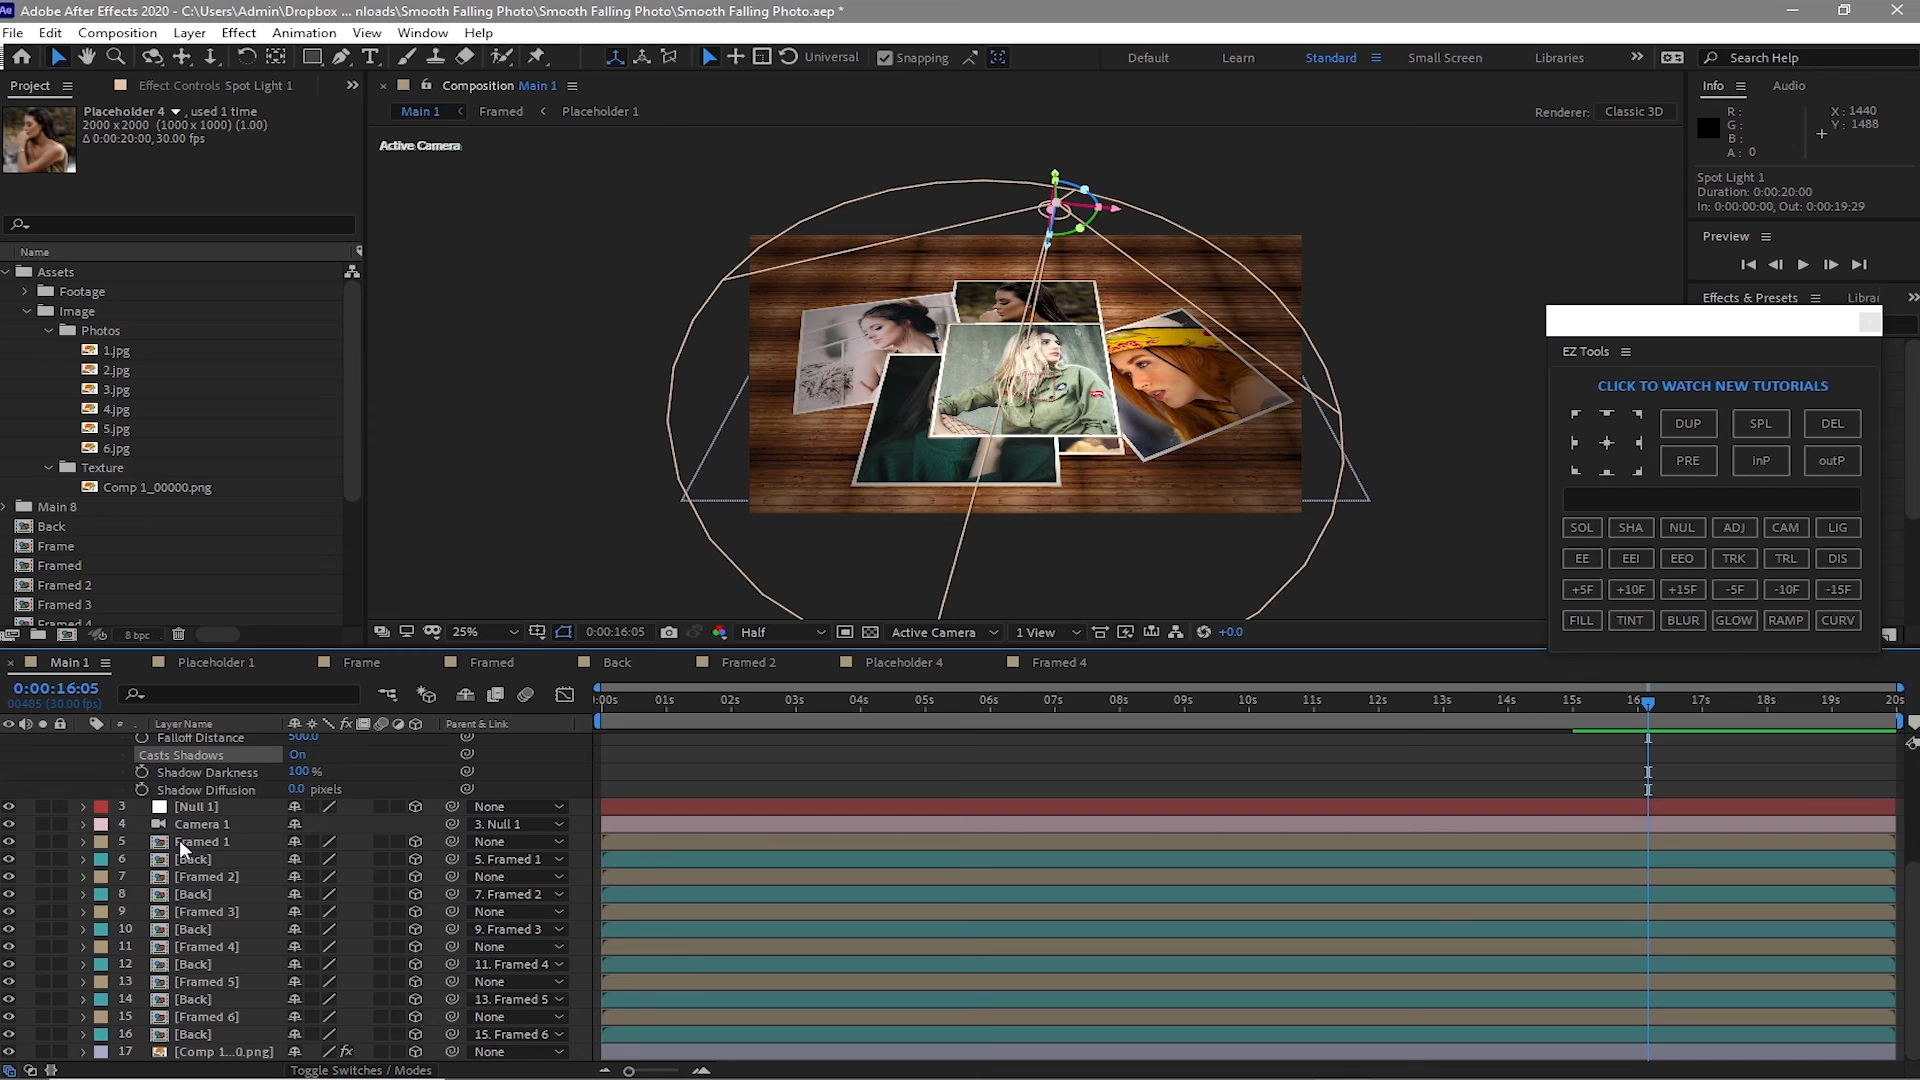 Adobe After Effects 2020 - C:\Users\Admin\Dropbox ... nloads\Smooth Falling Photo\Smooth Falling Photo\Smooth Falling Photo.aep *
File Edit Composition Layer Effect Animation View Window Help
Universal Snapping Default Learn Standard Small Screen Libraries Search Help
Project Effect Controls Spot Light 1
Placeholder 4 , used 1 time
2000 x 2000 (1000 x 1000) (1.00)
Δ 0:00:20:00, 30.00 fps
Name
Assets
Footage
Image
Photos
1.jpg
2.jpg
3.jpg
4.jpg
5.jpg
6.jpg
Texture
Comp 1_00000.png
Main 8
Back
Frame
Framed
Framed 2
Framed 3
Framed 4
8 bpc
Composition Main 1
Main 1 Framed Placeholder 1
Renderer: Classic 3D
Active Camera
25% 0:00:16:05 Half Active Camera 1 View +0.0
Info Audio
R: X: 1440
G: Y: 1488
B:
A: 0
Spot Light 1
Duration: 0:00:20:00
In: 0:00:00:00, Out: 0:00:19:29
Preview
Effects & Presets Librai
EZ Tools
CLICK TO WATCH NEW TUTORIALS
DUP SPL DEL
PRE inP outP
SOL SHA NUL ADJ CAM LIG
EE EEI EEO TRK TRL DIS
+5F +10F +15F -5F -10F -15F
FILL TINT BLUR GLOW RAMP CURV
Main 1 Placeholder 1 Frame Framed Back Framed 2 Placeholder 4 Framed 4
0:00:16:05
00485 (30.00 fps)
:00s 01s 02s 03s 04s 05s 06s 07s 08s 09s 10s 11s 12s 13s 14s 15s 16s 17s 18s 19s 20s
# Layer Name Parent & Link
Falloff Distance 500.0
Casts Shadows On
Shadow Darkness 100 %
Shadow Diffusion 0.0 pixels
3 [Null 1] None
4 Camera 1 3. Null 1
5 Framed 1 None
6 [Back] 5. Framed 1
7 [Framed 2] None
8 [Back] 7. Framed 2
9 [Framed 3] None
10 [Back] 9. Framed 3
11 [Framed 4] None
12 [Back] 11. Framed 4
13 [Framed 5] None
14 [Back] 13. Framed 5
15 [Framed 6] None
16 [Back] 15. Framed 6
17 [Comp 1...0.png] None
Toggle Switches / Modes